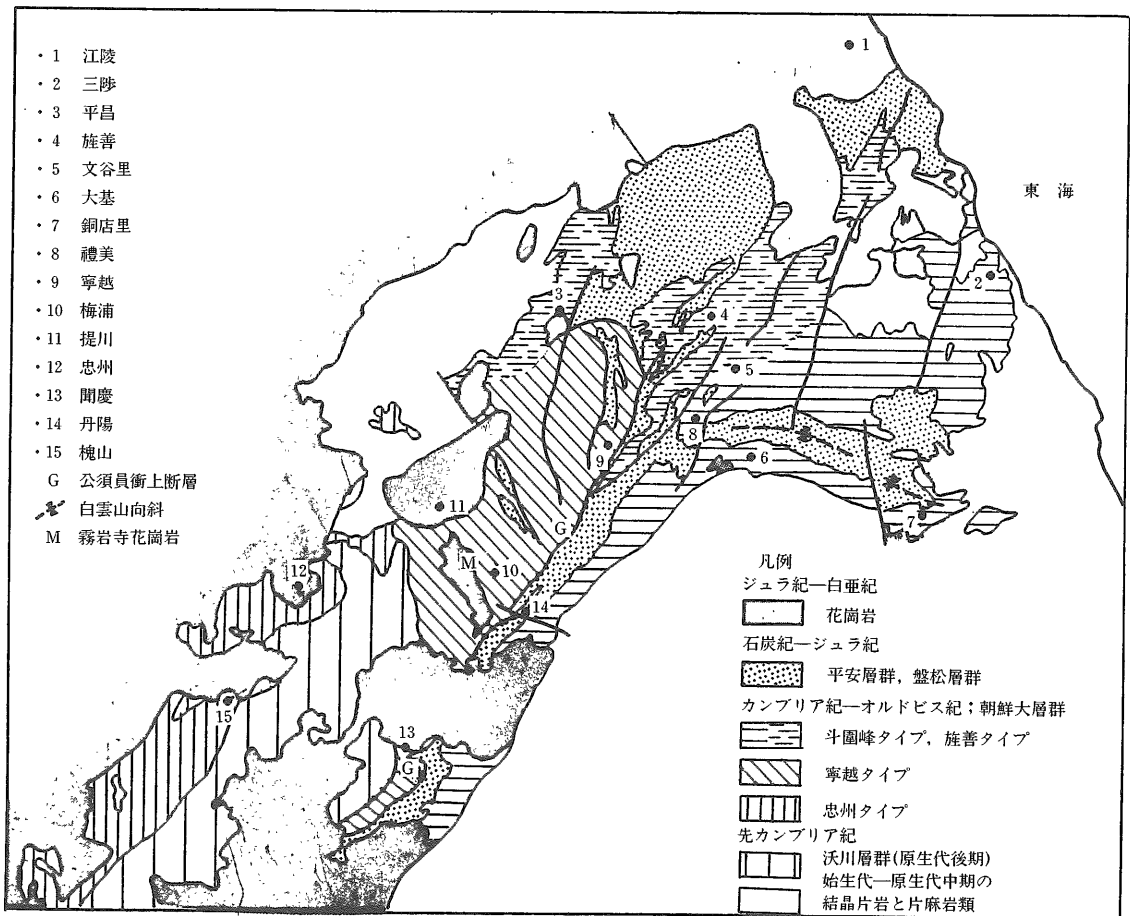 ・1 江陵
・2 三陟
・3 平昌
・4 旌善
・5 文谷里
・6 大基
・7 銅店里
・8 禮美
・9 寧越
・10 梅浦
・11 提川
・12 忠州
・13 聞慶
・14 丹陽
・15 槐山
G 公須員衝上断層
白雲山向斜
M 霧岩寺花崗岩
1
東 海
2
3
4
5
8
6
9
7
11
G
M
10
12
14
15
13
G
凡例
ジュラ紀―白亜紀
花崗岩
石炭紀―ジュラ紀
平安層群,盤松層群
カンブリア紀―オルドビス紀;朝鮮大層群
斗圍峰タイプ,旌善タイプ
寧越タイプ
忠州タイプ
先カンブリア紀
沃川層群(原生代後期)
始生代―原生代中期の
結晶片岩と片麻岩類